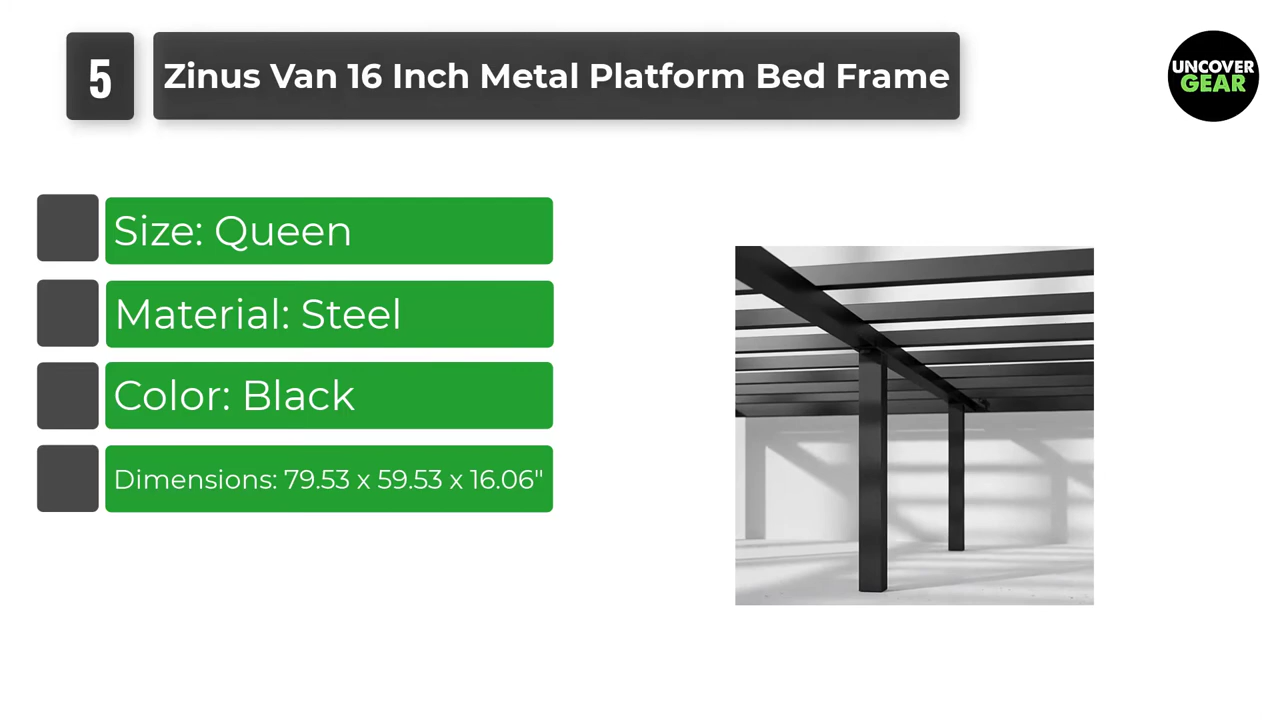 5
Zinus Van 16 Inch Metal Platform Bed Frame
UNCOVER
GEAR
Size: Queen
Material: Steel
Color: Black
Dimensions: 79.53 x 59.53 x 16.06"